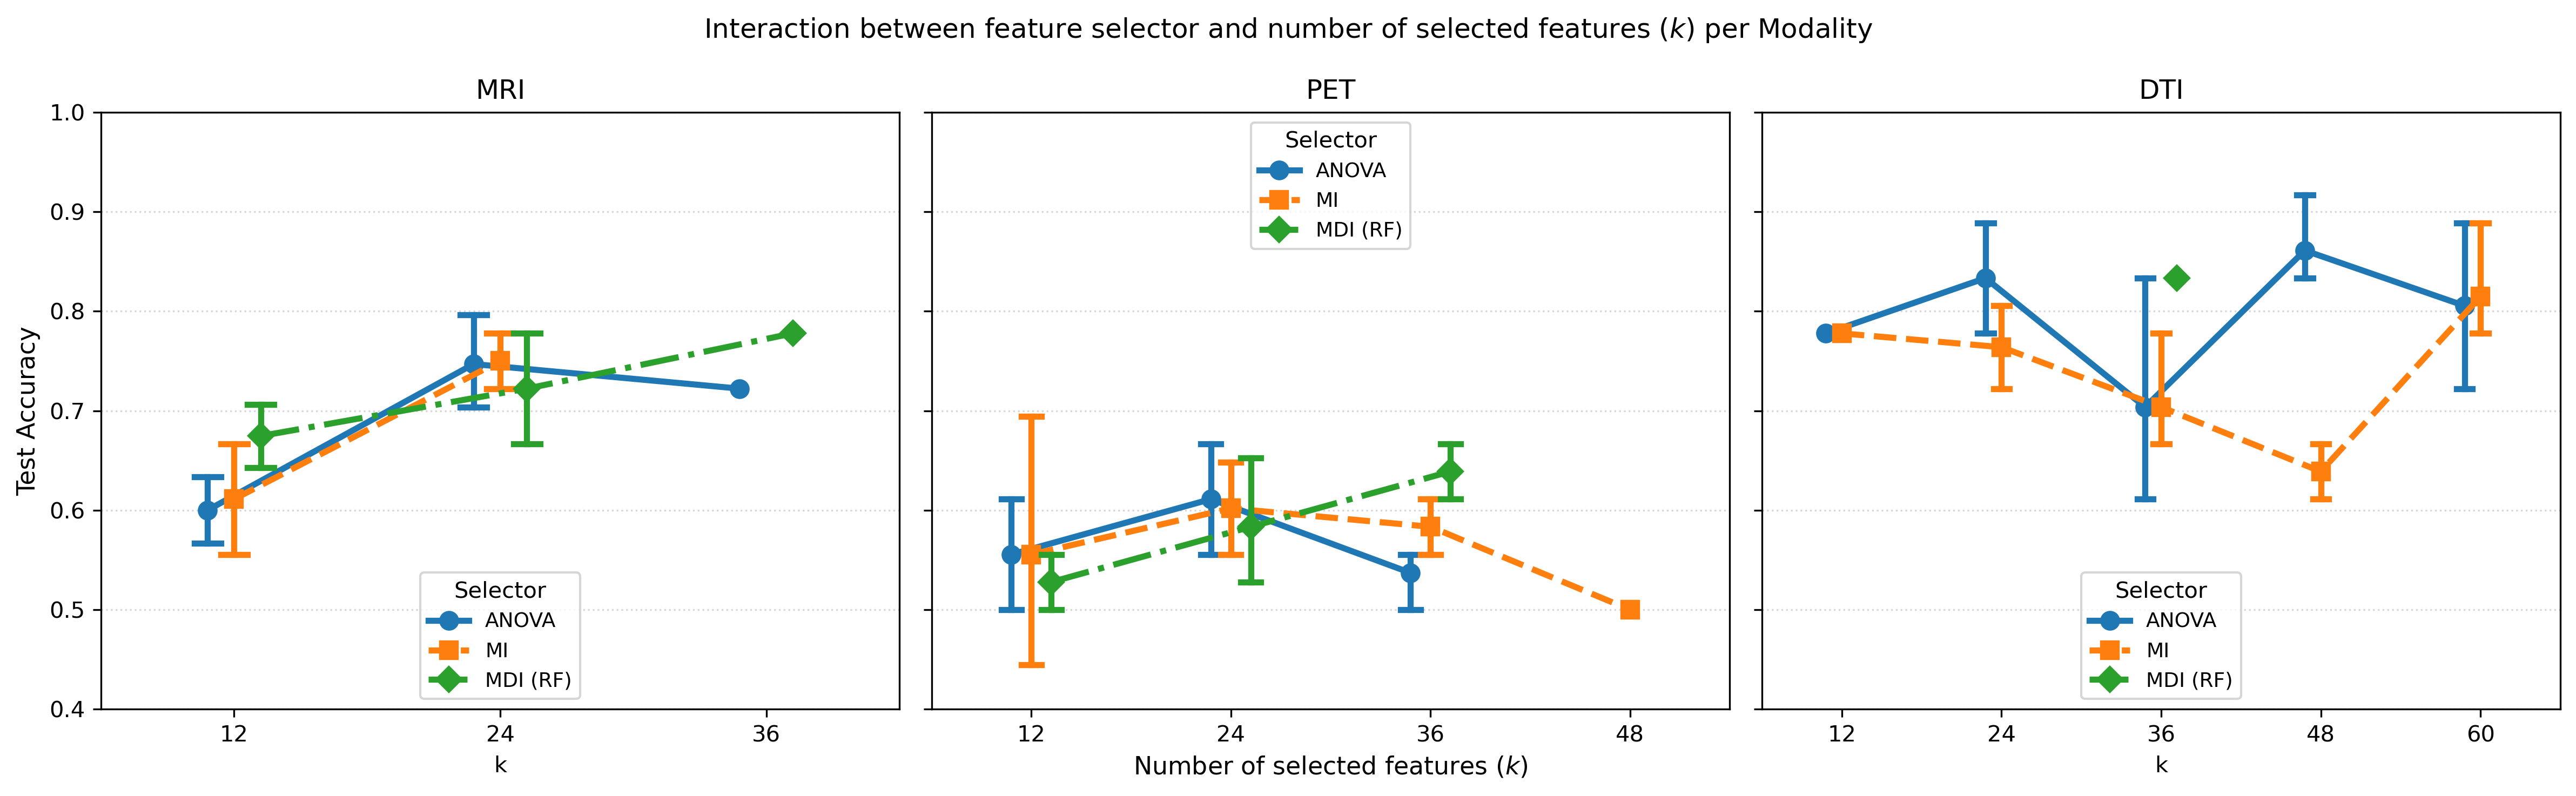 Interaction between feature selector and number of selected features (k) per Modality
MRI
Test Accuracy
1.0
0.9
0.8
0.7
0.6
0.5
0.4
Selector
ANOVA
MI
MDI (RF)
12 24 36
k
PET
Selector
ANOVA
MI
MDI (RF)
12 24 36 48
Number of selected features (k)
DTI
Selector
ANOVA
MI
MDI (RF)
12 24 36 48 60
k